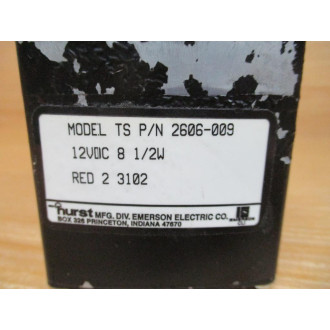 MODEL TS P/N 2606-009
12VDC 8 1/2W
RED 2 3102
hurst MFG. DIV. EMERSON ELECTRIC CO.
BOX 326 PRINCETON, INDIANA 47670